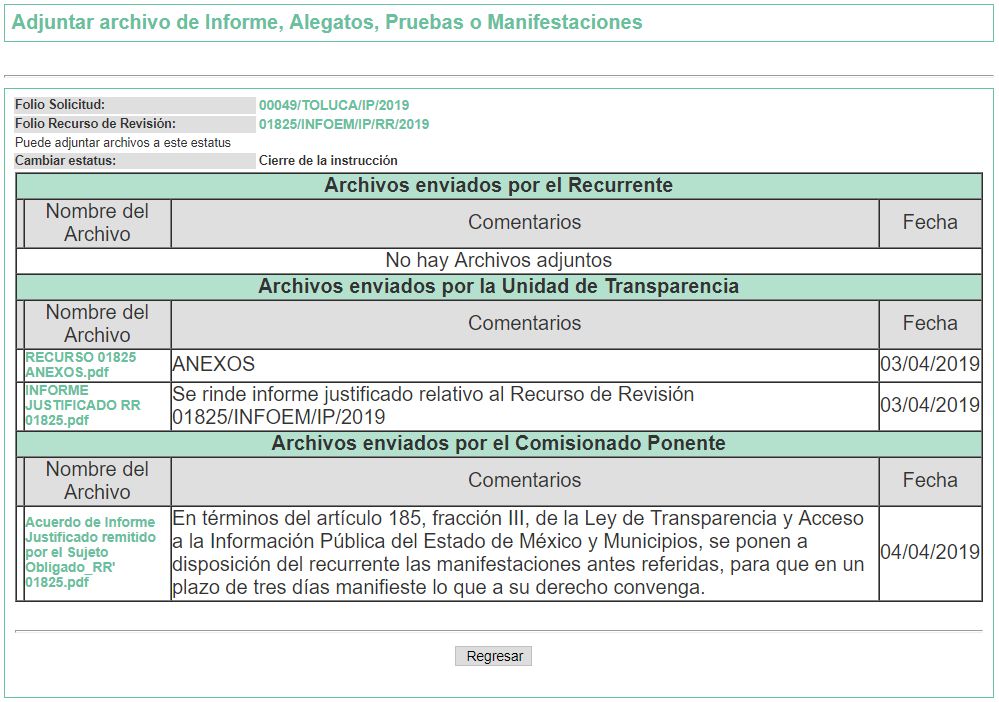 Adjuntar archivo de Informe, Alegatos, Pruebas o Manifestaciones
Folio Solicitud: 00049/TOLUCA/IP/2019
Folio Recurso de Revisión: 01825/INFOEM/IP/RR/2019
Puede adjuntar archivos a este estatus
Cambiar estatus: Cierre de la instrucción
Archivos enviados por el Recurrente
Nombre del
Archivo
Comentarios
Fecha
No hay Archivos adjuntos
Archivos enviados por la Unidad de Transparencia
Nombre del
Archivo
Comentarios
Fecha
RECURSO 01825
ANEXOS.pdf
ANEXOS
03/04/2019
INFORME
JUSTIFICADO RR
01825.pdf
Se rinde informe justificado relativo al Recurso de Revisión
01825/INFOEM/IP/2019
03/04/2019
Archivos enviados por el Comisionado Ponente
Nombre del
Archivo
Comentarios
Fecha
Acuerdo de Informe
Justificado remitido
por el Sujeto
Obligado_RR'
01825.pdf
En términos del artículo 185, fracción III, de la Ley de Transparencia y Acceso
a la Información Pública del Estado de México y Municipios, se ponen a
disposición del recurrente las manifestaciones antes referidas, para que en un
plazo de tres días manifieste lo que a su derecho convenga.
04/04/2019
Regresar